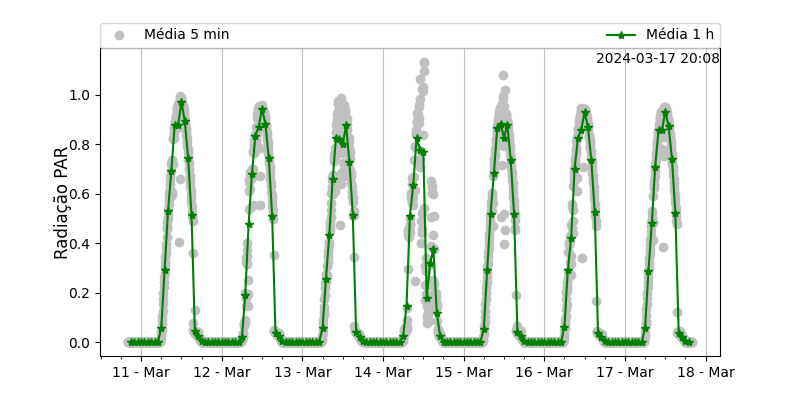 Média 5 min
Média 1 h
2024-03-17 20:08
Radiação PAR
1.0
0.8
0.6
0.4
0.2
0.0
11 - Mar
12 - Mar
13 - Mar
14 - Mar
15 - Mar
16 - Mar
17 - Mar
18 - Mar